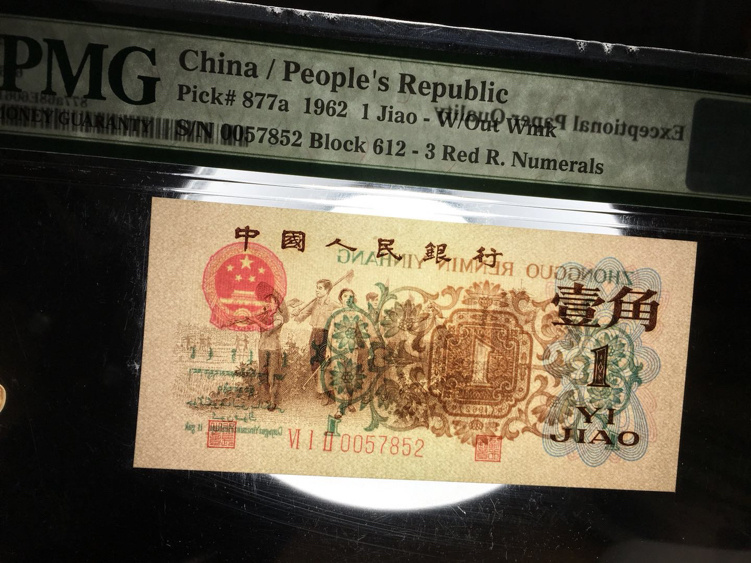 PMG
China / People's Republic
Pick# 877a 1962 1 Jiao - W/Out Wmk
S/N 0057852 Block 612 - 3 Red R. Numerals
MONEY GUARANTY
Exceptional Paper Quality
中國人民銀行
ZHONGGUO RENMIN YINHANG
壹角
1
1
YI
JIAO
VI I II 0057852